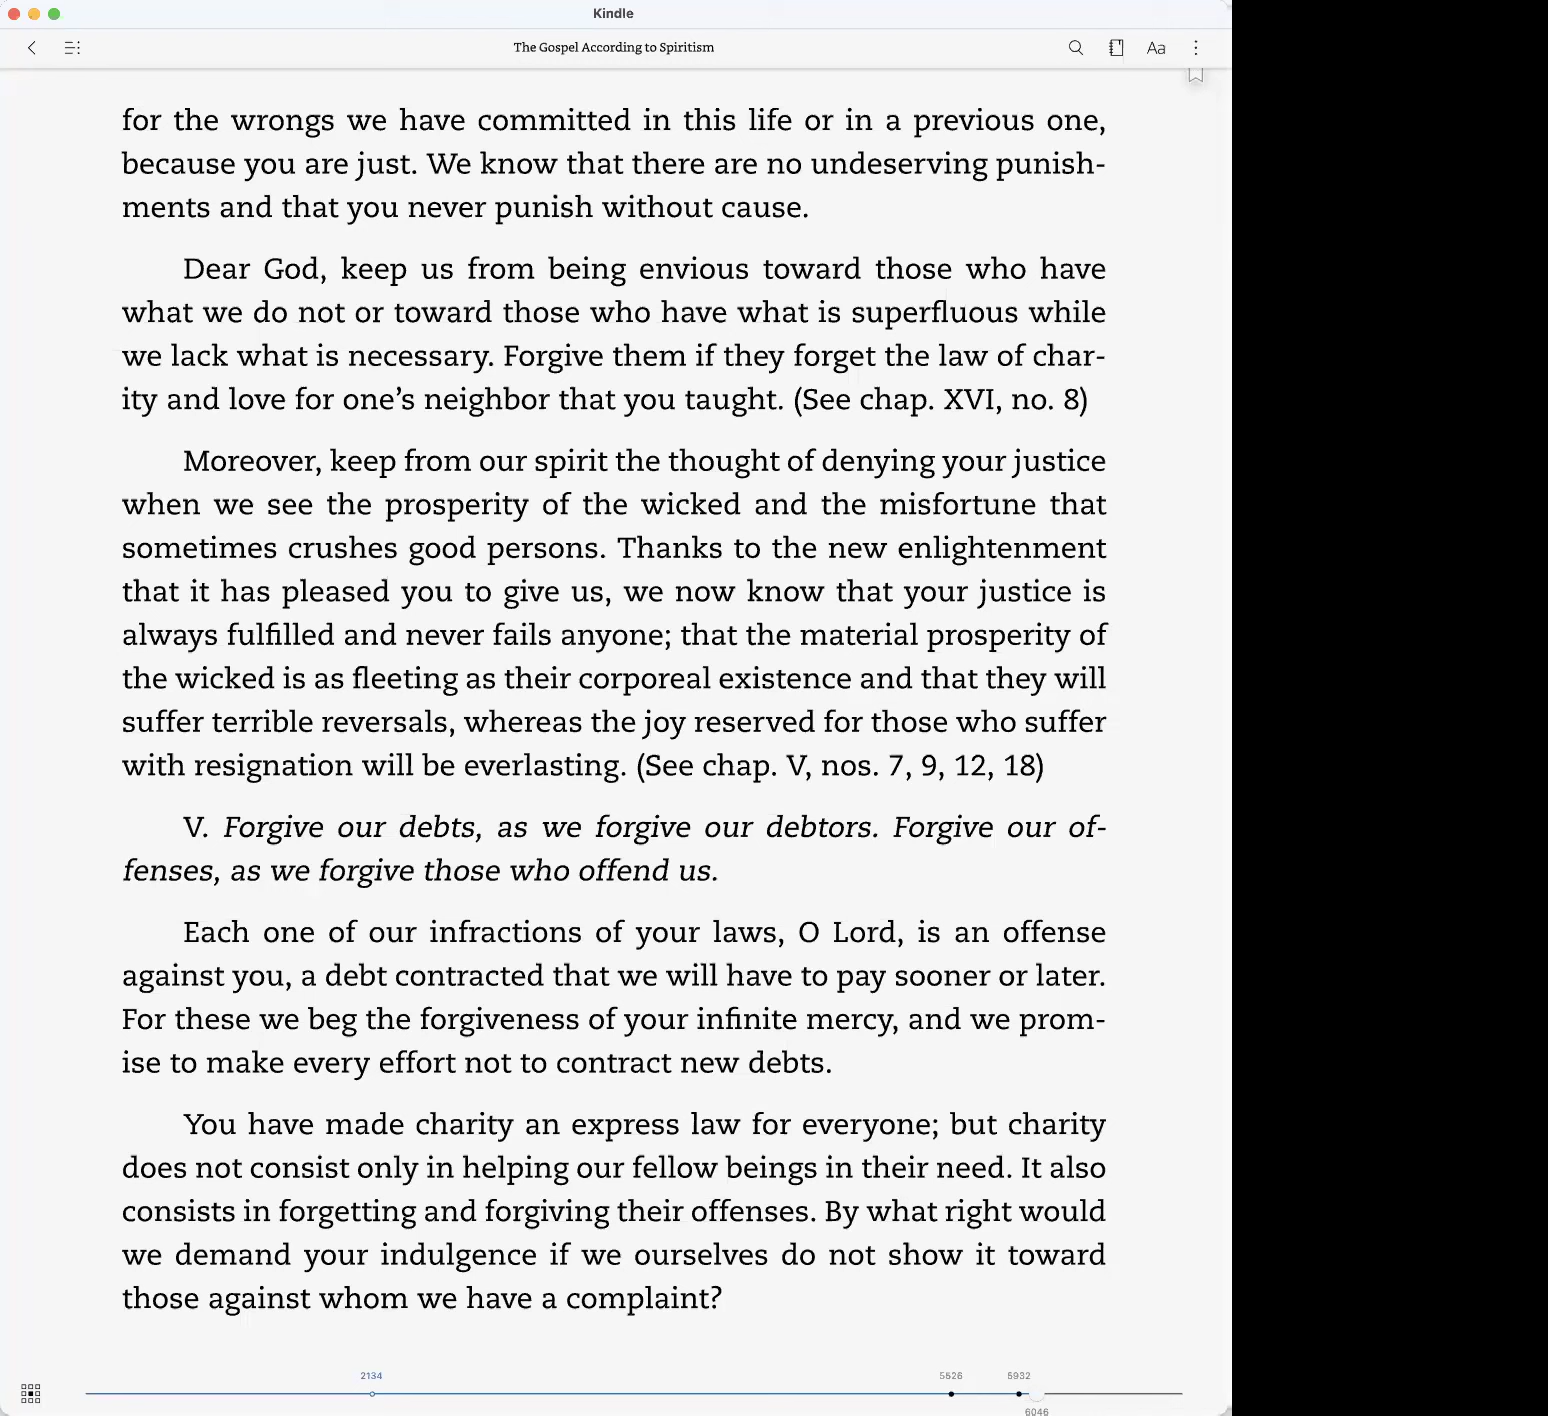 Kindle
The Gospel According to Spiritism
Aa
for the wrongs we have committed in this life or in a previous one,
because you are just. We know that there are no undeserving punish-
ments and that you never punish without cause.
Dear God, keep us from being envious toward those who have
what we do not or toward those who have what is superfluous while
we lack what is necessary. Forgive them if they forget the law of char-
ity and love for one’s neighbor that you taught. (See chap. XVI, no. 8)
Moreover, keep from our spirit the thought of denying your justice
when we see the prosperity of the wicked and the misfortune that
sometimes crushes good persons. Thanks to the new enlightenment
that it has pleased you to give us, we now know that your justice is
always fulfilled and never fails anyone; that the material prosperity of
the wicked is as fleeting as their corporeal existence and that they will
suffer terrible reversals, whereas the joy reserved for those who suffer
with resignation will be everlasting. (See chap. V, nos. 7, 9, 12, 18)
V. Forgive our debts, as we forgive our debtors. Forgive our of-
fenses, as we forgive those who offend us.
Each one of our infractions of your laws, O Lord, is an offense
against you, a debt contracted that we will have to pay sooner or later.
For these we beg the forgiveness of your infinite mercy, and we prom-
ise to make every effort not to contract new debts.
You have made charity an express law for everyone; but charity
does not consist only in helping our fellow beings in their need. It also
consists in forgetting and forgiving their offenses. By what right would
we demand your indulgence if we ourselves do not show it toward
those against whom we have a complaint?
2134
5526
5932
6046